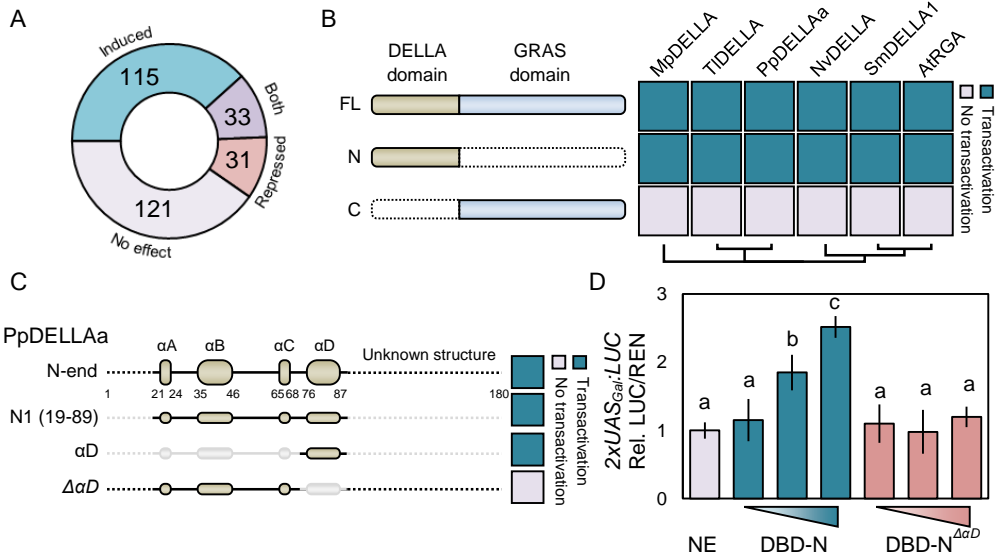 A
Induced
115
Both
33
31
Repressed
121
No effect
B
DELLA domain
GRAS domain
MpDELLA
TlDELLA
PpDELLAa
NvDELLA
SmDELLA1
AtRGA
FL
N
C
Transactivation
No transactivation
C
PpDELLAa
αA αB αC αD
N-end
Unknown structure
1 21 24 35 46 65 68 76 87 180
N1 (19-89)
αD
ΔαD
Transactivation
No transactivation
D
2xUASGal:LUC
Rel. LUC/REN
3
2
1
0
a a b c a a a
NE DBD-N DBD-NΔαD